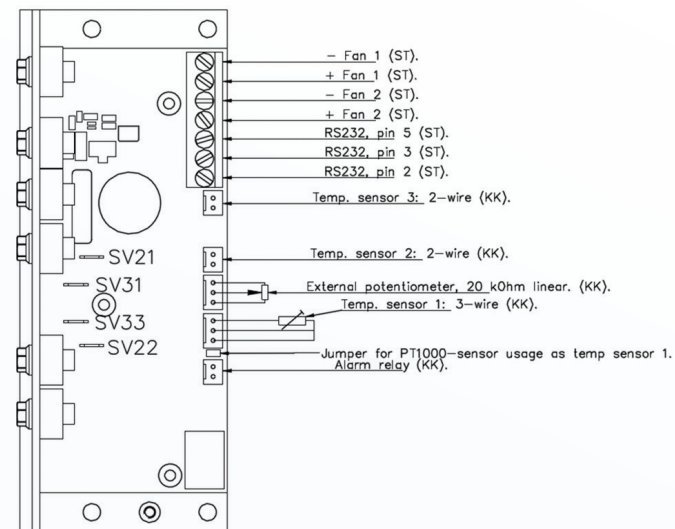 - Fan 1 (ST).
+ Fan 1 (ST).
- Fan 2 (ST).
+ Fan 2 (ST).
RS232, pin 5 (ST).
RS232, pin 3 (ST).
RS232, pin 2 (ST).
Temp. sensor 3: 2-wire (KK).
SV21
Temp. sensor 2: 2-wire (KK).
SV31
External potentiometer, 20 kOhm linear. (KK).
Temp. sensor 1: 3-wire (KK).
SV33
SV22
Jumper for PT1000-sensor usage as temp sensor 1.
Alarm relay (KK).